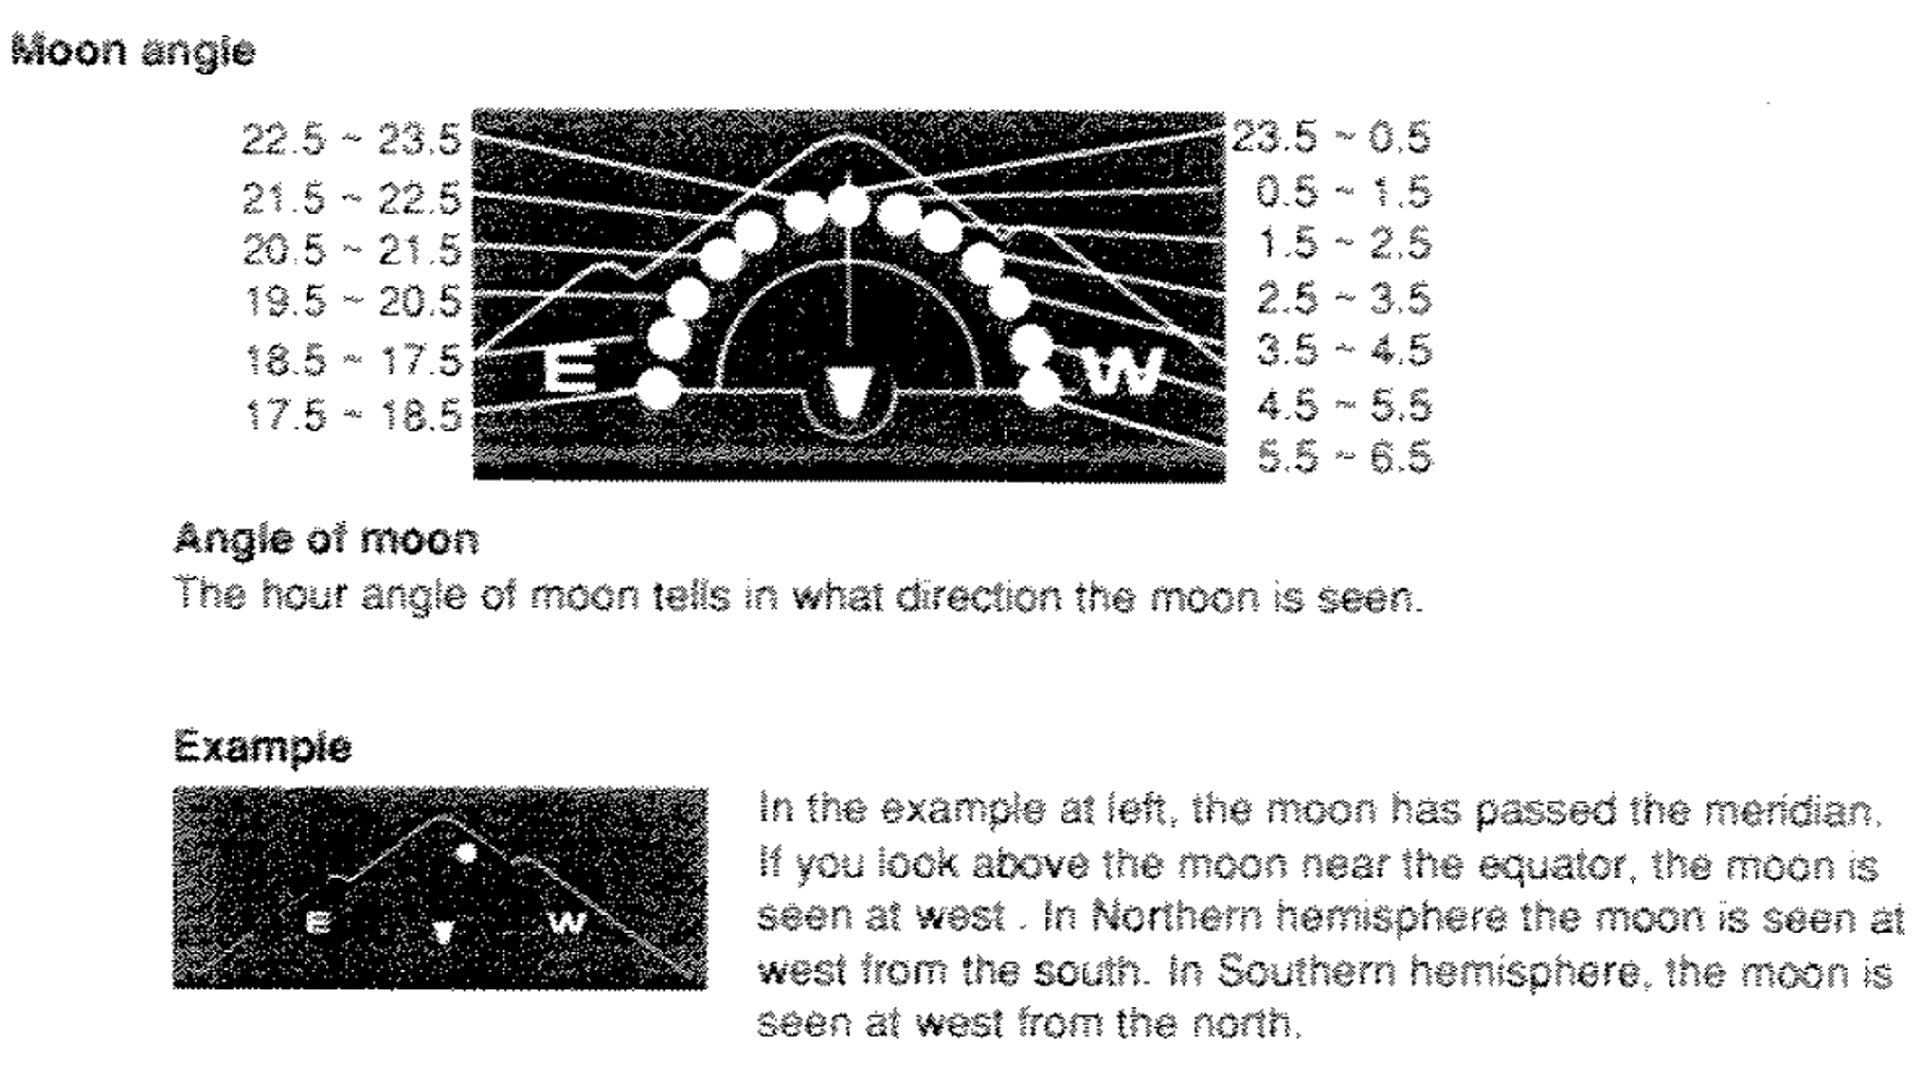 Moon angle
22.5 ~ 23.5
21.5 ~ 22.5
20.5 ~ 21.5
19.5 ~ 20.5
18.5 ~ 17.5
17.5 ~ 18.5
E
W
23.5 ~ 0.5
0.5 ~ 1.5
1.5 ~ 2.5
2.5 ~ 3.5
3.5 ~ 4.5
4.5 ~ 5.5
5.5 ~ 6.5
Angle of moon
The hour angle of moon tells in what direction the moon is seen.
Example
E
W
In the example at left, the moon has passed the meridian.
If you look above the moon near the equator, the moon is
seen at west . In Northern hemisphere the moon is seen at
west from the south. In Southern hemisphere, the moon is
seen at west from the north.